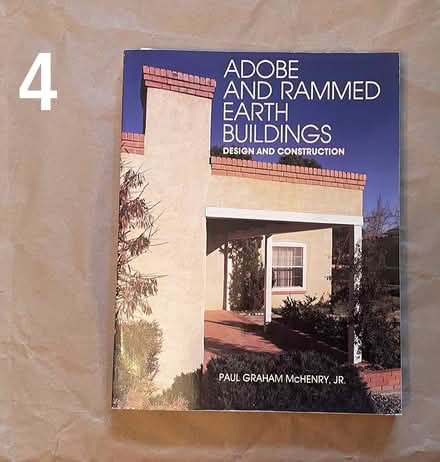 4
ADOBE
AND RAMMED
EARTH
BUILDINGS
DESIGN AND CONSTRUCTION
PAUL GRAHAM McHENRY, JR.